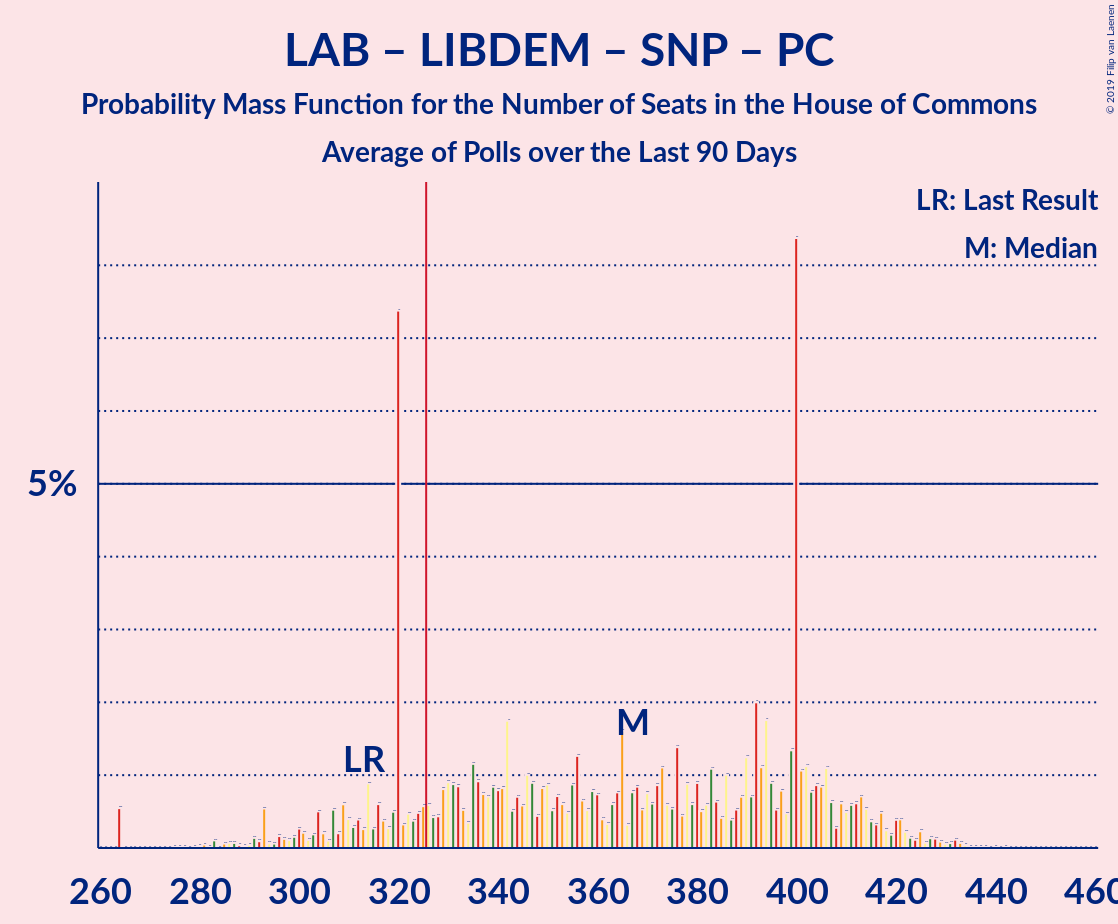 LAB – LIBDEM – SNP – PC
Probability Mass Function for the Number of Seats in the House of Commons
Average of Polls over the Last 90 Days
© 2019 Filip van Laenen
LR: Last Result
M: Median
5%
LR
M
260 280 300 320 340 360 380 400 420 440 460